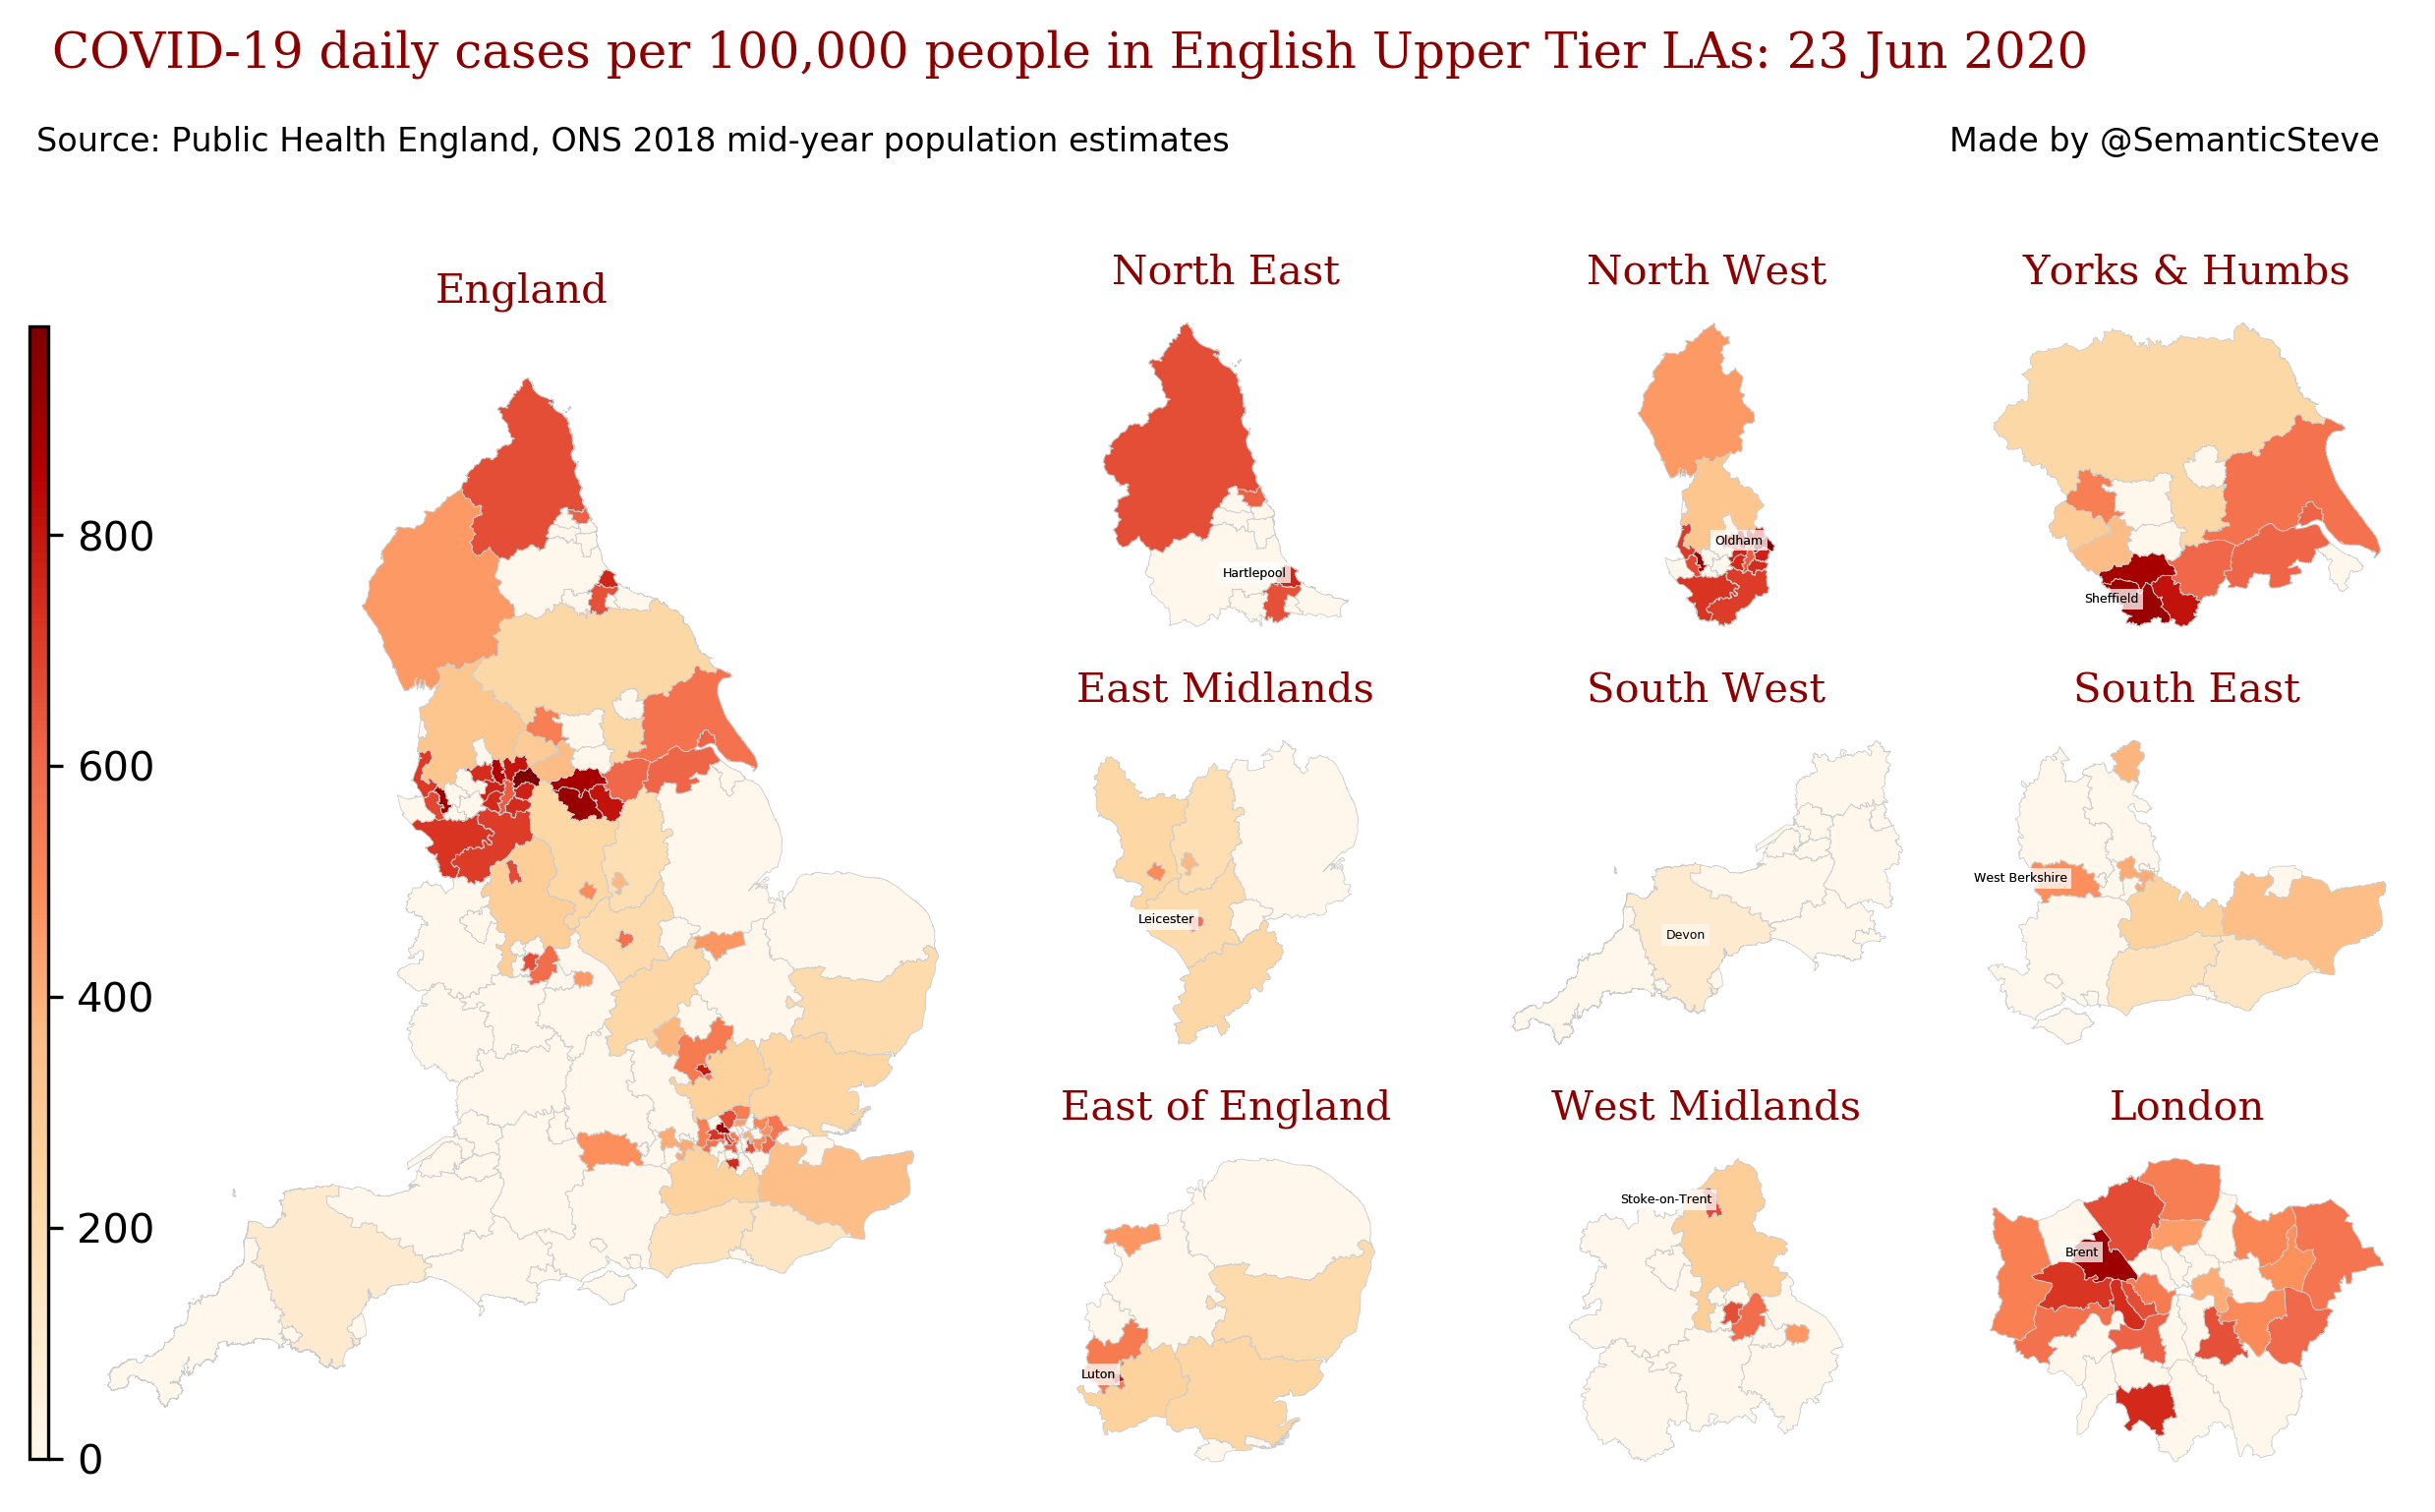 COVID-19 daily cases per 100,000 people in English Upper Tier LAs: 23 Jun 2020
Source: Public Health England, ONS 2018 mid-year population estimates
Made by @SemanticSteve
England
800
600
400
200
0
North East
Hartlepool
North West
Oldham
Yorks & Humbs
Sheffield
East Midlands
Leicester
South West
Devon
South East
West Berkshire
East of England
Luton
West Midlands
Stoke-on-Trent
London
Brent